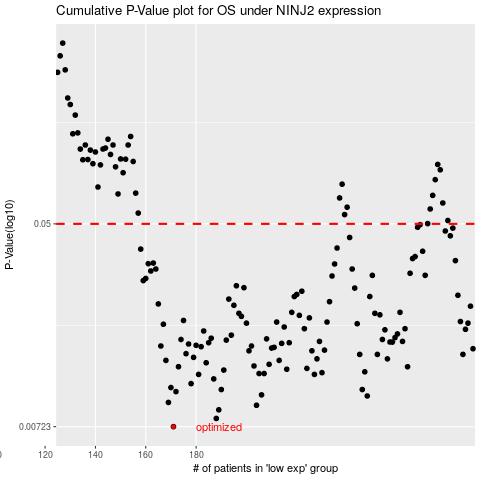 Cumulative P-Value plot for OS under NINJ2 expression
P-Value(log10)
0.05
0.00723
optimized
0 120 140 160 180
# of patients in 'low exp' group